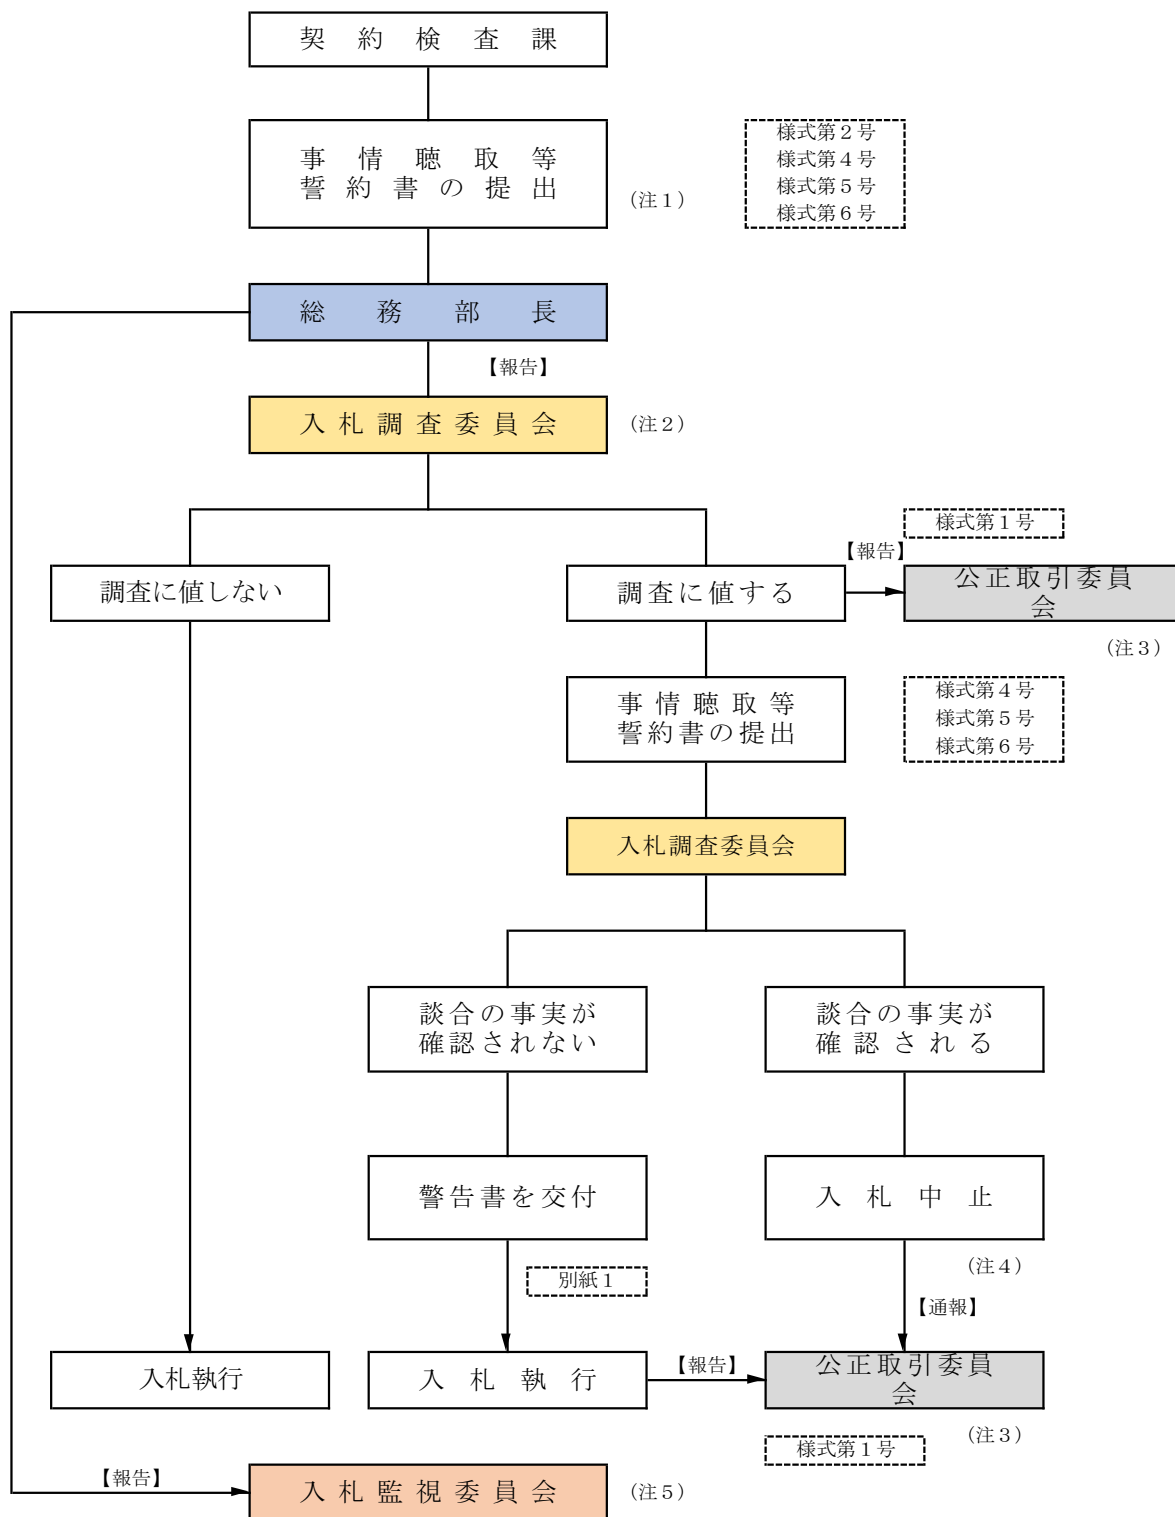 契約検査課
事情聴取等
誓約書の提出
(注1)
様式第2号
様式第4号
様式第5号
様式第6号
総務部長
【報告】
入札調査委員会
(注2)
様式第1号
【報告】
調査に値しない
調査に値する
公正取引委員
会
(注3)
事情聴取等
誓約書の提出
様式第4号
様式第5号
様式第6号
入札調査委員会
談合の事実が
確認されない
談合の事実が
確認される
警告書を交付
入札中止
(注4)
別紙1
【通報】
入札執行
入札執行
【報告】
公正取引委員
会
(注3)
様式第1号
【報告】
入札監視委員会
(注5)